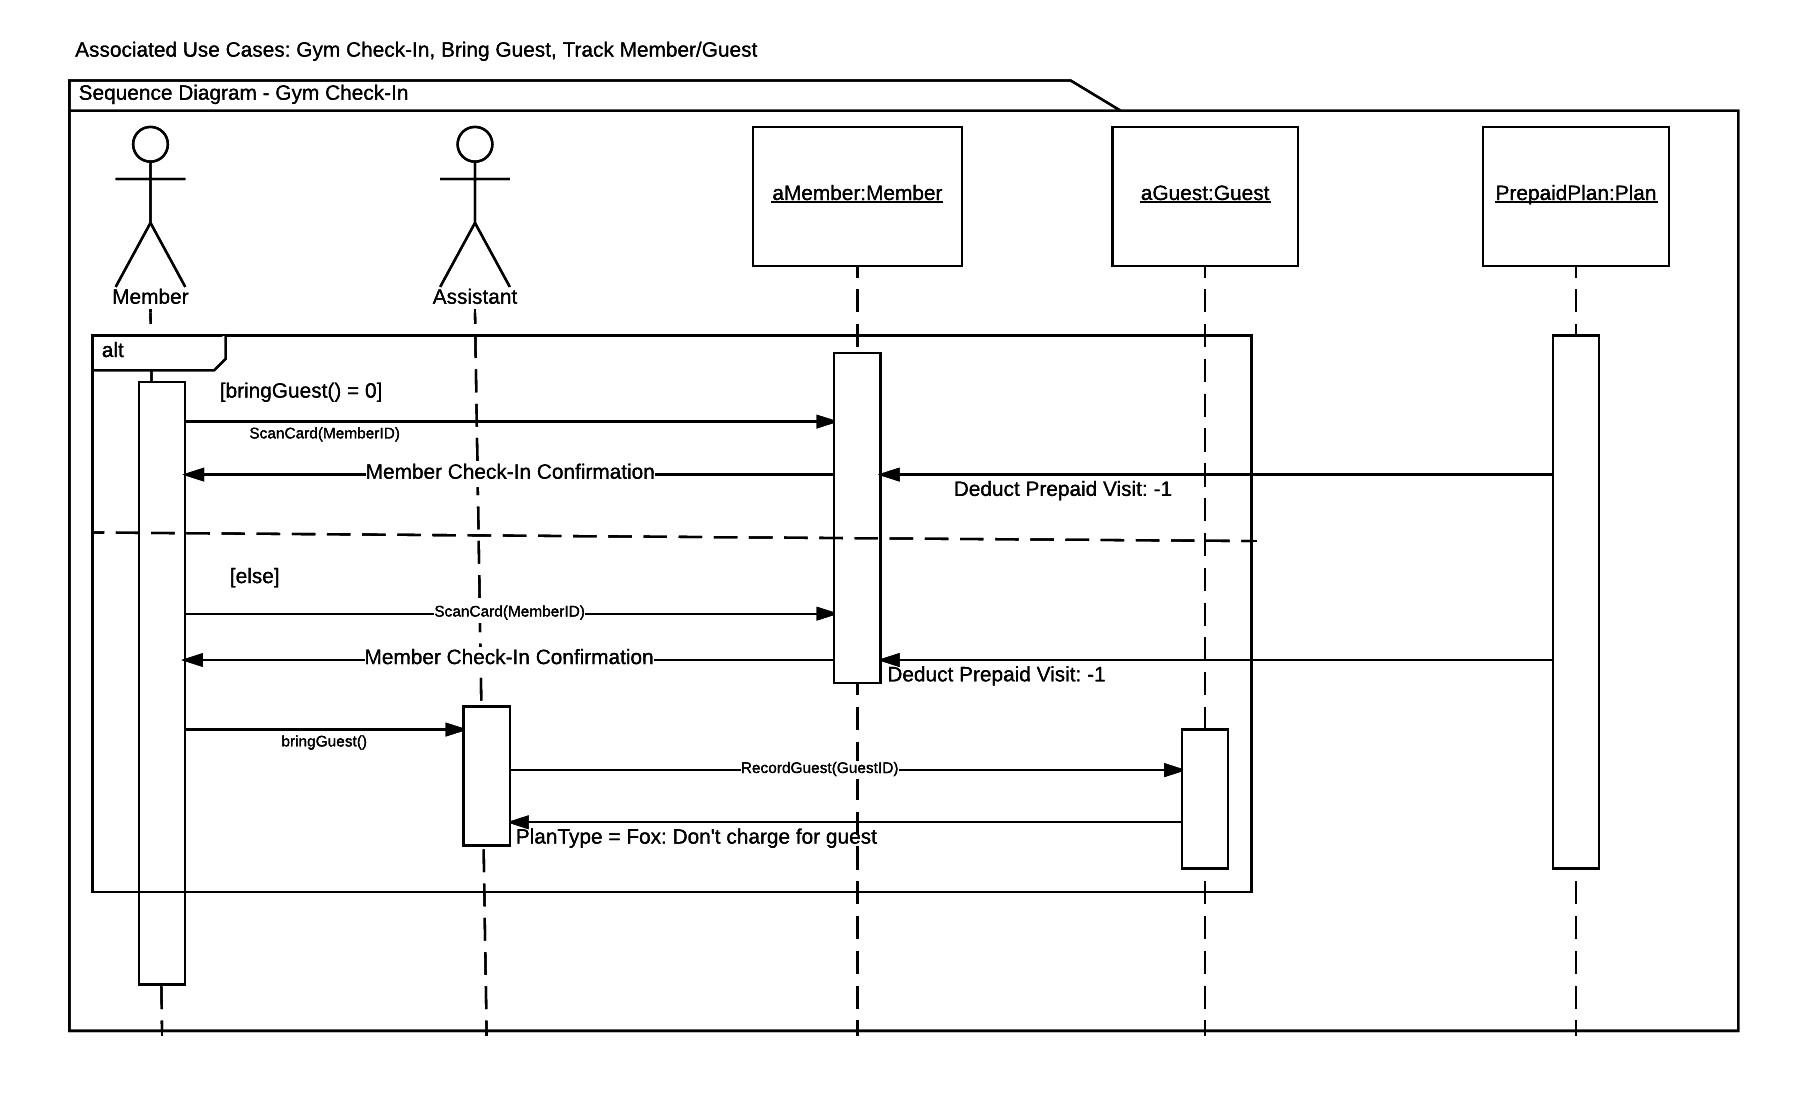 Associated Use Cases: Gym Check-In, Bring Guest, Track Member/Guest
Sequence Diagram - Gym Check-In
Member
Assistant
aMember:Member
aGuest:Guest
PrepaidPlan:Plan
alt
[bringGuest() = 0]
ScanCard(MemberID)
Member Check-In Confirmation
Deduct Prepaid Visit: -1
[else]
ScanCard(MemberID)
Member Check-In Confirmation
Deduct Prepaid Visit: -1
bringGuest()
RecordGuest(GuestID)
PlanType = Fox: Don't charge for guest